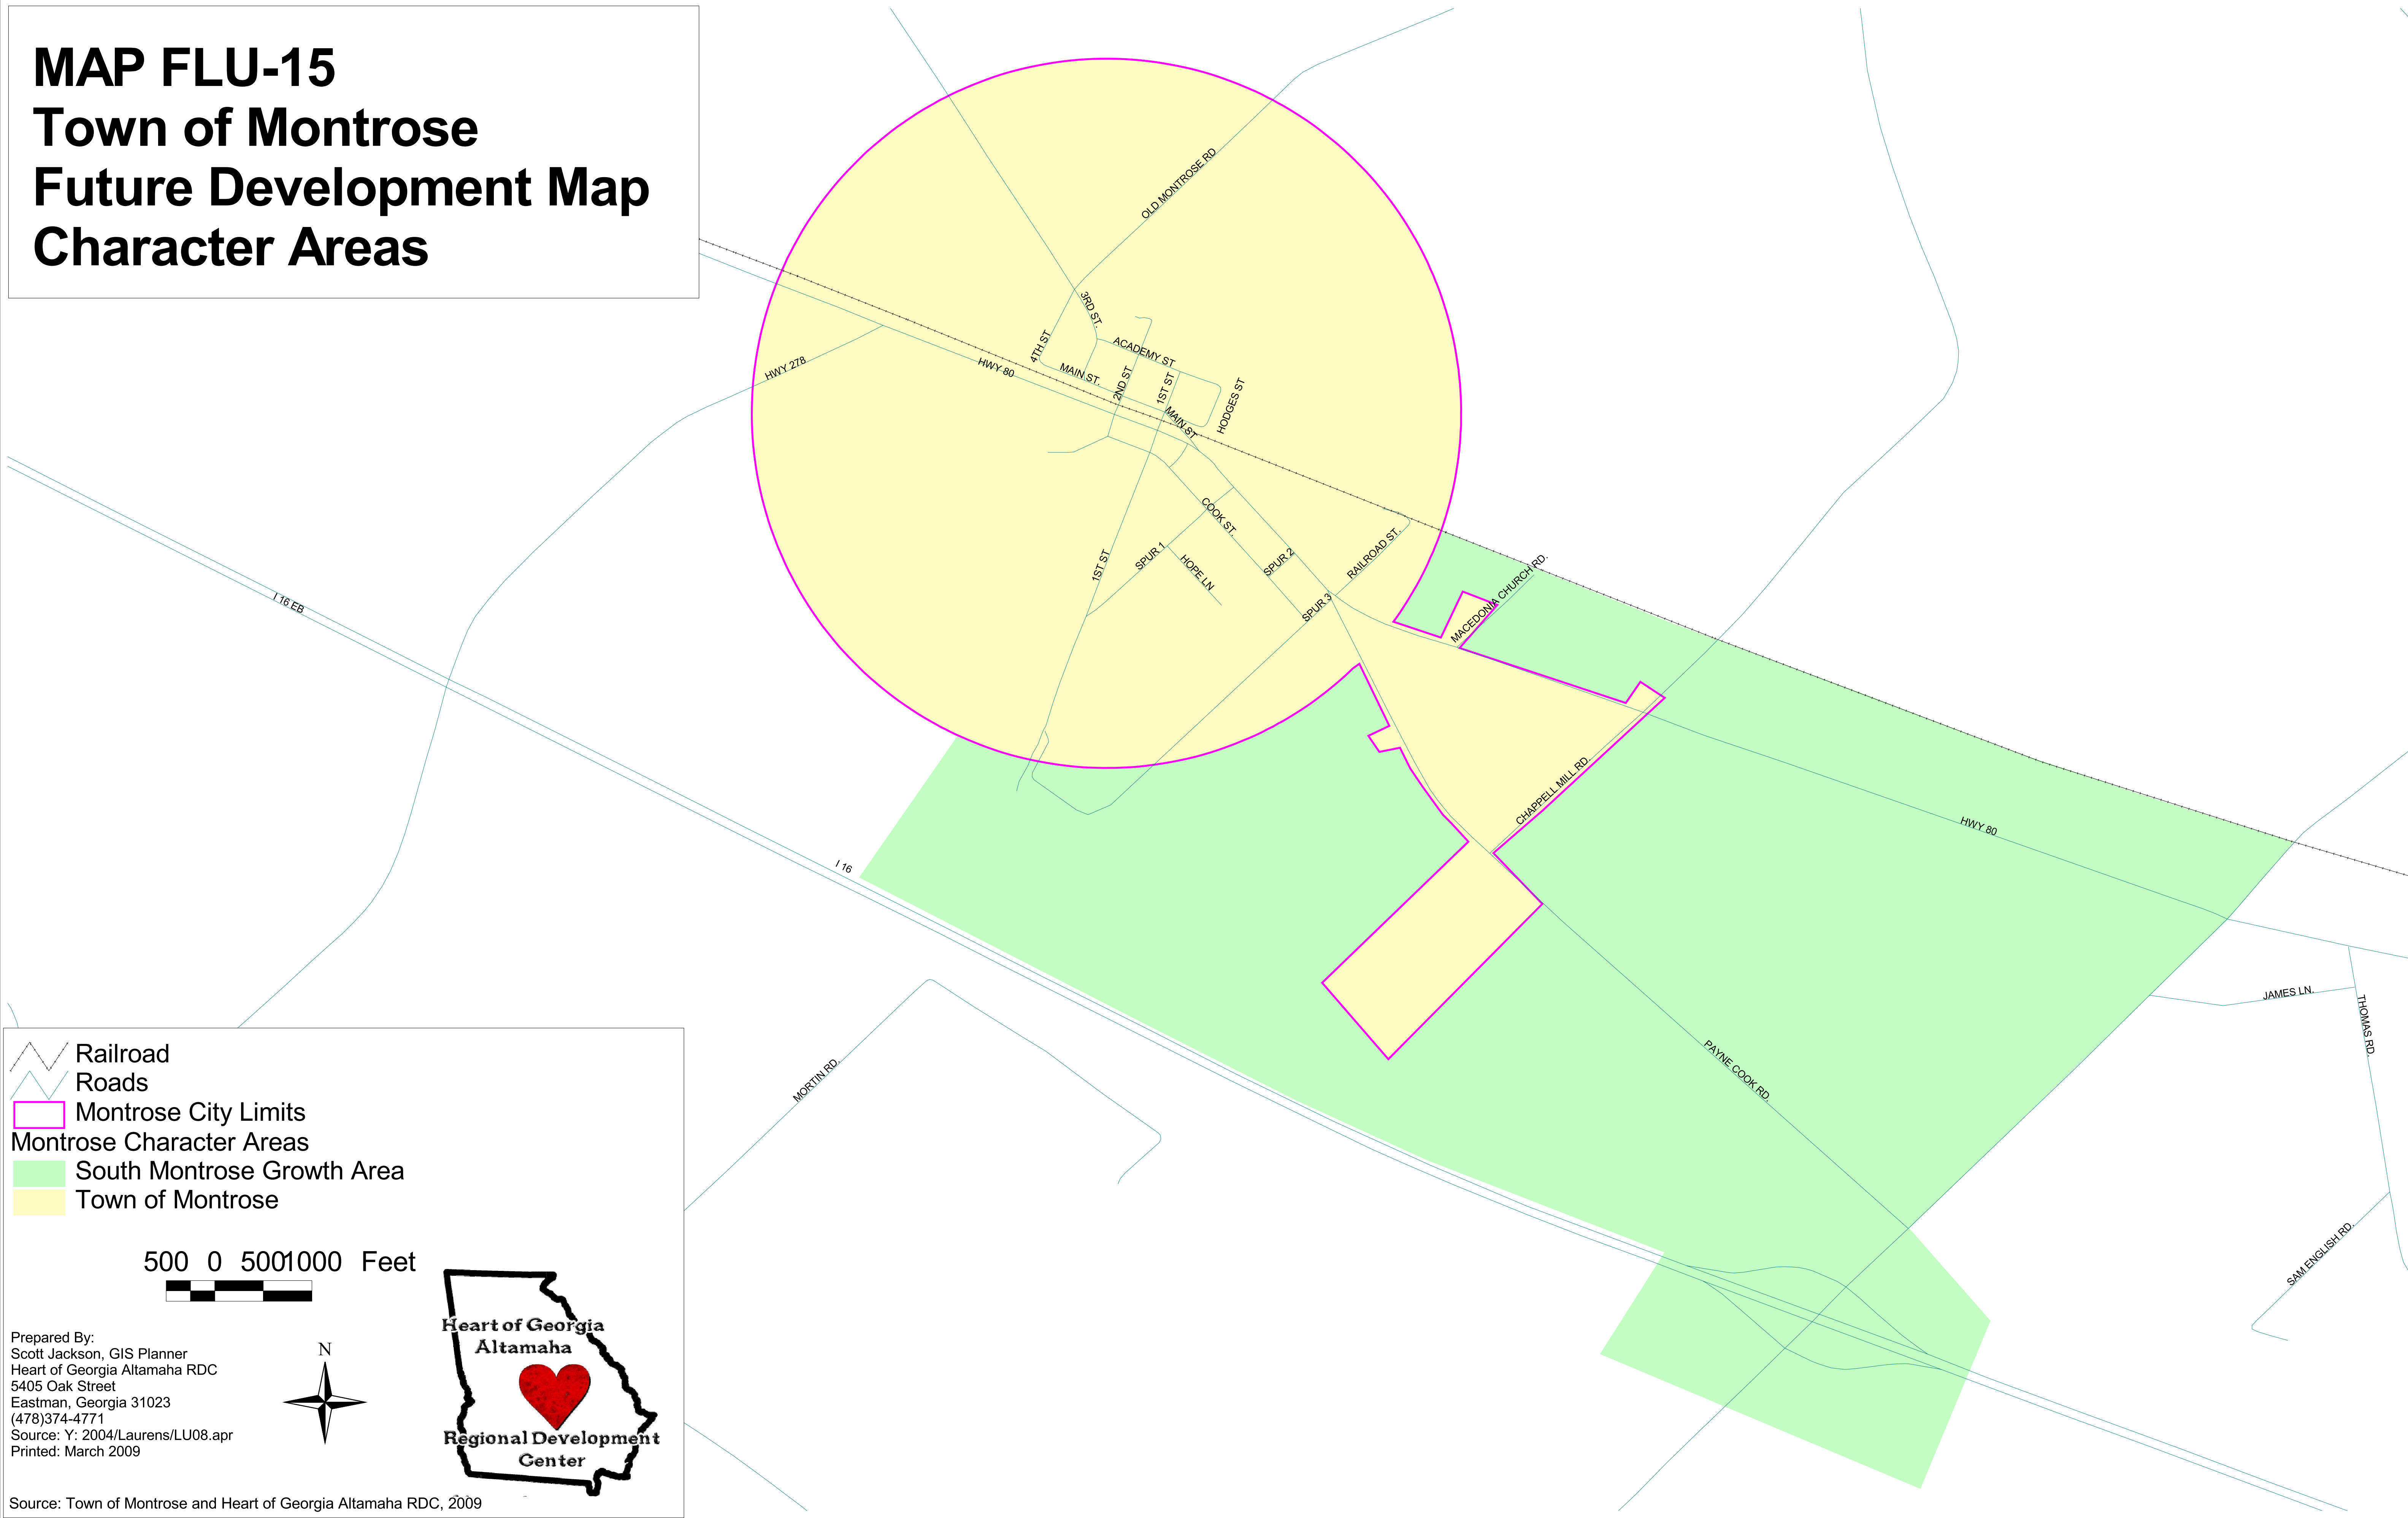 MAP FLU-15
Town of Montrose
Future Development Map
Character Areas
OLD MONTROSE RD
3RD ST.
4TH ST
ACADEMY ST
MAIN ST.
HWY 80
HWY 278
2ND ST
1ST ST
HODGES ST
MAIN ST
COOK ST.
SPUR 1
HOPE LN
1ST ST
SPUR 2
RAILROAD ST.
SPUR 3
MACEDONIA CHURCH RD.
I 16 EB
CHAPPELL MILL RD.
HWY 80
I 16
JAMES LN.
THOMAS RD.
MORTIN RD.
PAYNE COOK RD.
SAM ENGLISH RD.
Railroad
Roads
Montrose City Limits
Montrose Character Areas
South Montrose Growth Area
Town of Montrose
500 0 500 1000 Feet
Heart of Georgia
Altamaha
Regional Development
Center
N
Prepared By:
Scott Jackson, GIS Planner
Heart of Georgia Altamaha RDC
5405 Oak Street
Eastman, Georgia 31023
(478)374-4771
Source: Y: 2004/Laurens/LU08.apr
Printed: March 2009
Source: Town of Montrose and Heart of Georgia Altamaha RDC, 2009